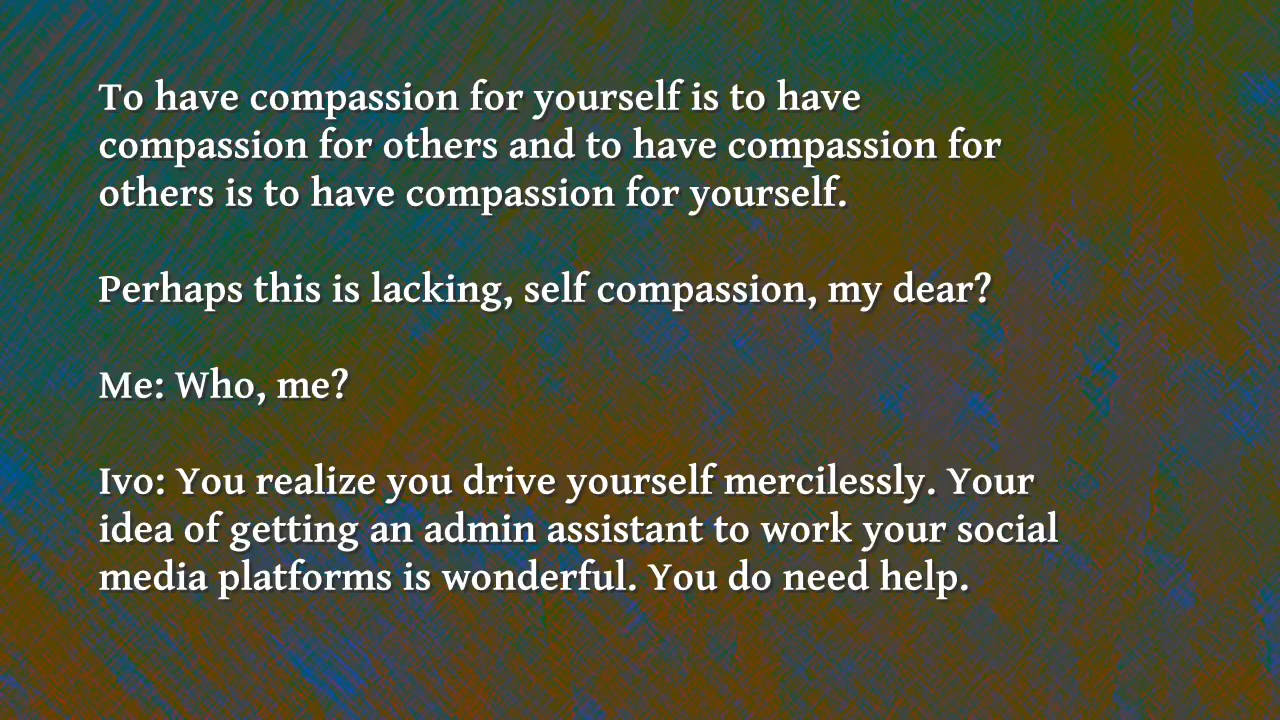 To have compassion for yourself is to have
compassion for others and to have compassion for
others is to have compassion for yourself.
Perhaps this is lacking, self compassion, my dear?
Me: Who, me?
Ivo: You realize you drive yourself mercilessly. Your
idea of getting an admin assistant to work your social
media platforms is wonderful. You do need help.